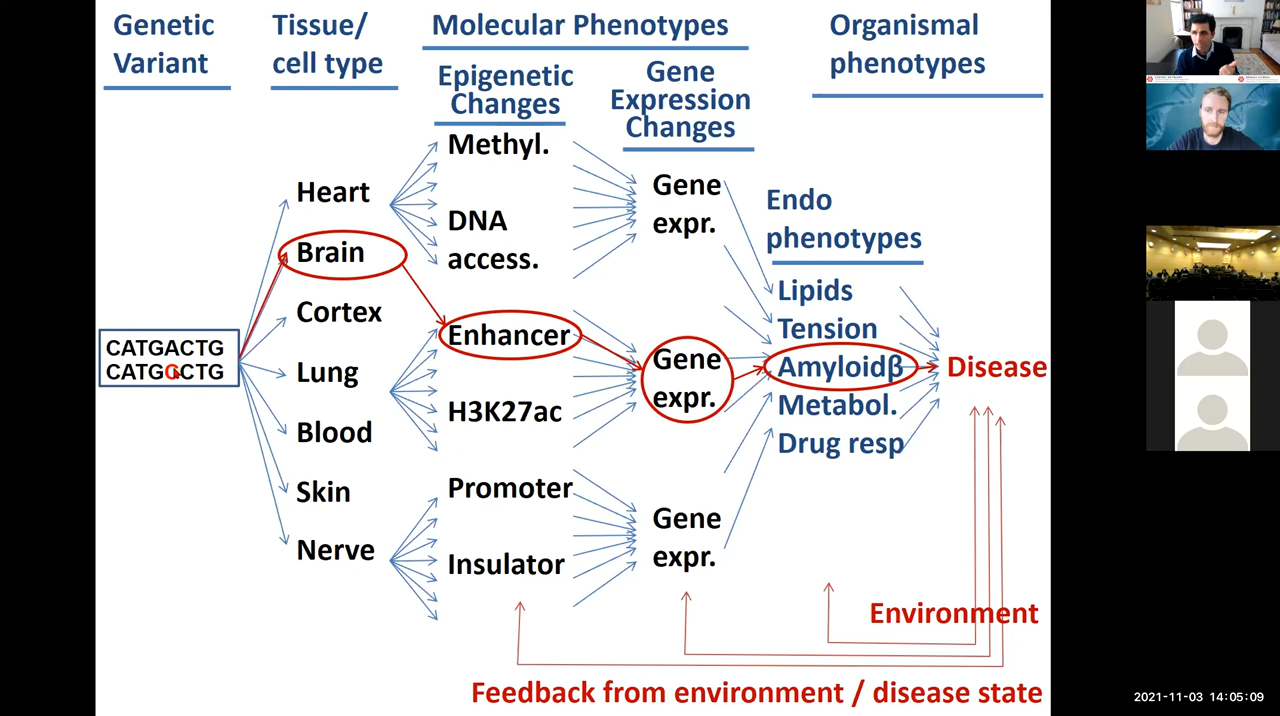 Genetic
Variant
Tissue/
cell type
Molecular Phenotypes
Organismal
phenotypes
Epigenetic
Changes
Gene
Expression
Changes
CATGACTG
CATGCCTG
Heart
Brain
Cortex
Lung
Blood
Skin
Nerve
Methyl.
DNA
access.
Enhancer
H3K27ac
Promoter
Insulator
Gene
expr.
Gene
expr.
Gene
expr.
Endo
phenotypes
Lipids
Tension
Amyloidβ
Metabol.
Drug resp
Disease
Environment
Feedback from environment / disease state
2021-11-03 14:05:09